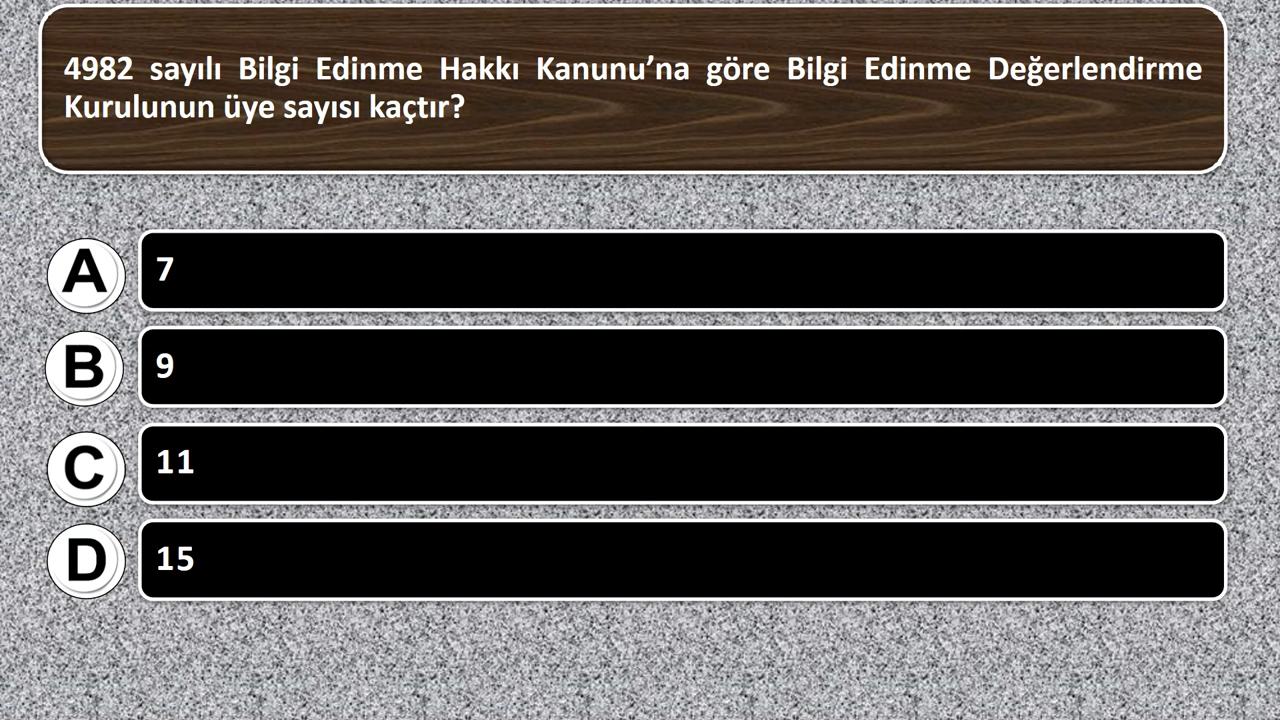 4982 sayılı Bilgi Edinme Hakkı Kanunu’na göre Bilgi Edinme Değerlendirme
Kurulunun üye sayısı kaçtır?
A 7
B 9
C 11
D 15